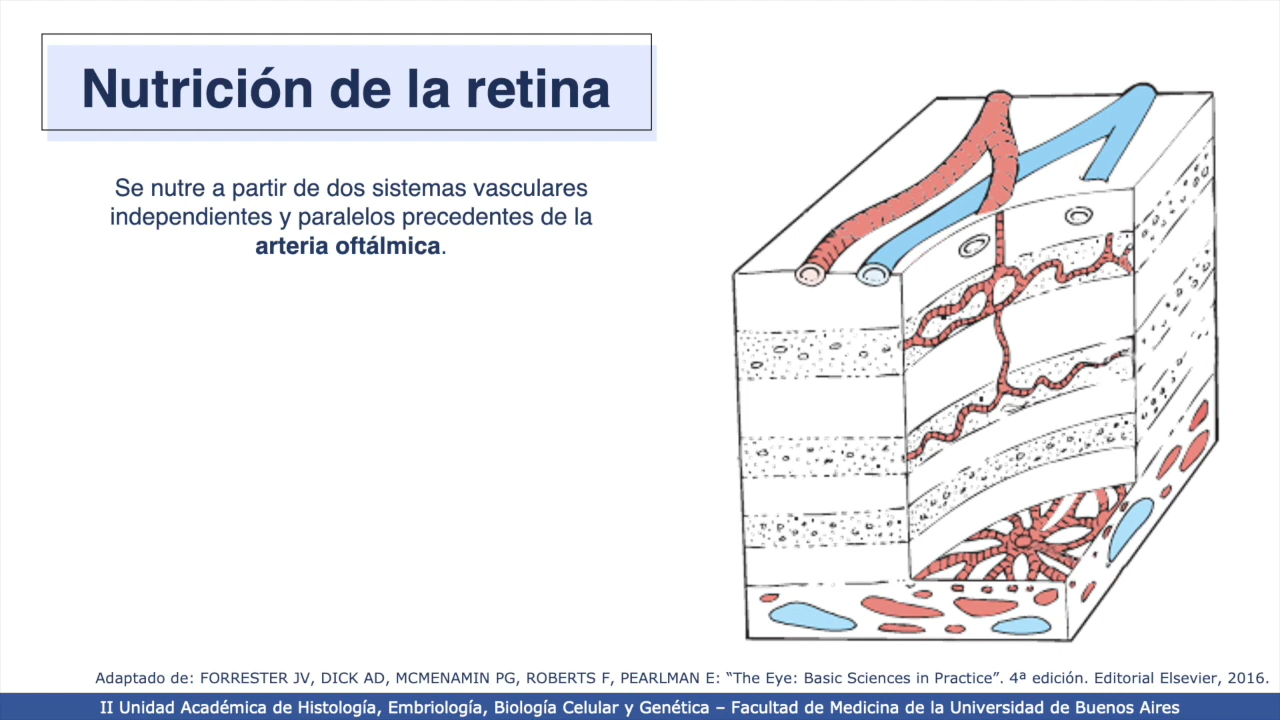 Nutrición de la retina
Se nutre a partir de dos sistemas vasculares
independientes y paralelos precedentes de la
arteria oftálmica.
Adaptado de: FORRESTER JV, DICK AD, MCMENAMIN PG, ROBERTS F, PEARLMAN E: “The Eye: Basic Sciences in Practice”. 4ª edición. Editorial Elsevier, 2016.
II Unidad Académica de Histología, Embriología, Biología Celular y Genética – Facultad de Medicina de la Universidad de Buenos Aires